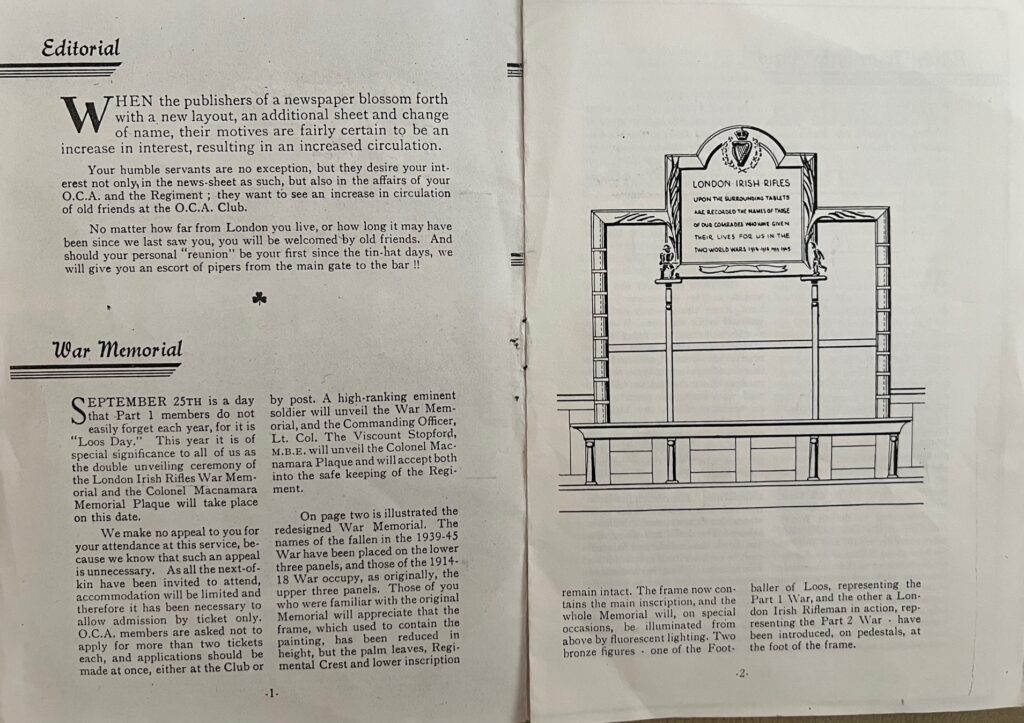 Editorial
WHEN the publishers of a newspaper blossom forth
with a new layout, an additional sheet and change
of name, their motives are fairly certain to be an
increase in interest, resulting in an increased circulation.
Your humble servants are no exception, but they desire your int-
erest not only in the news-sheet as such, but also in the affairs of your
O.C.A. and the Regiment ; they want to see an increase in circulation
of old friends at the O.C.A. Club.
No matter how far from London you live, or how long it may have
been since we last saw you, you will be welcomed by old friends. And
should your personal "reunion" be your first since the tin-hat days, we
will give you an escort of pipers from the main gate to the bar !!
War Memorial
SEPTEMBER 25TH is a day
that Part 1 members do not
easily forget each year, for it is
"Loos Day." This year it is of
special significance to all of us as
the double unveiling ceremony of
the London Irish Rifles War Mem-
orial and the Colonel Macnamara
Memorial Plaque will take place
on this date.
We make no appeal to you for
your attendance at this service, be-
cause we know that such an appeal
is unnecessary. As all the next-of-
kin have been invited to attend,
accommodation will be limited and
therefore it has been necessary to
allow admission by ticket only.
O.C.A. members are asked not to
apply for more than two tickets
each, and applications should be
made at once, either at the Club or
by post. A high-ranking eminent
soldier will unveil the War Mem-
orial, and the Commanding Officer,
Lt. Col. The Viscount Stopford,
M.B.E. will unveil the Colonel Mac-
namara Plaque and will accept both
into the safe keeping of the Regi-
ment.
On page two is illustrated the
redesigned War Memorial. The
names of the fallen in the 1939-45
War have been placed on the lower
three panels, and those of the 1914-
18 War occupy, as originally, the
upper three panels. Those of you
who were familiar with the original
Memorial will appreciate that the
frame, which used to contain the
painting, has been reduced in
height, but the palm leaves, Regi-
mental Crest and lower inscription
-1-
LONDON IRISH RIFLES
UPON THE SURROUNDING TABLETS
ARE RECORDED THE NAMES OF THOSE
OF OUR COMRADES WHO HAVE GIVEN
THEIR LIVES FOR US IN THE
TWO WORLD WARS 1914-1918 1939-1945
remain intact. The frame now con-
tains the main inscription, and the
whole Memorial will, on special
occasions, be illuminated from
above by fluorescent lighting. Two
bronze figures - one of the Foot-
baller of Loos, representing the
Part 1 War, and the other a Lon-
don Irish Rifleman in action, rep-
resenting the Part 2 War - have
been introduced, on pedestals, at
the foot of the frame.
-2-